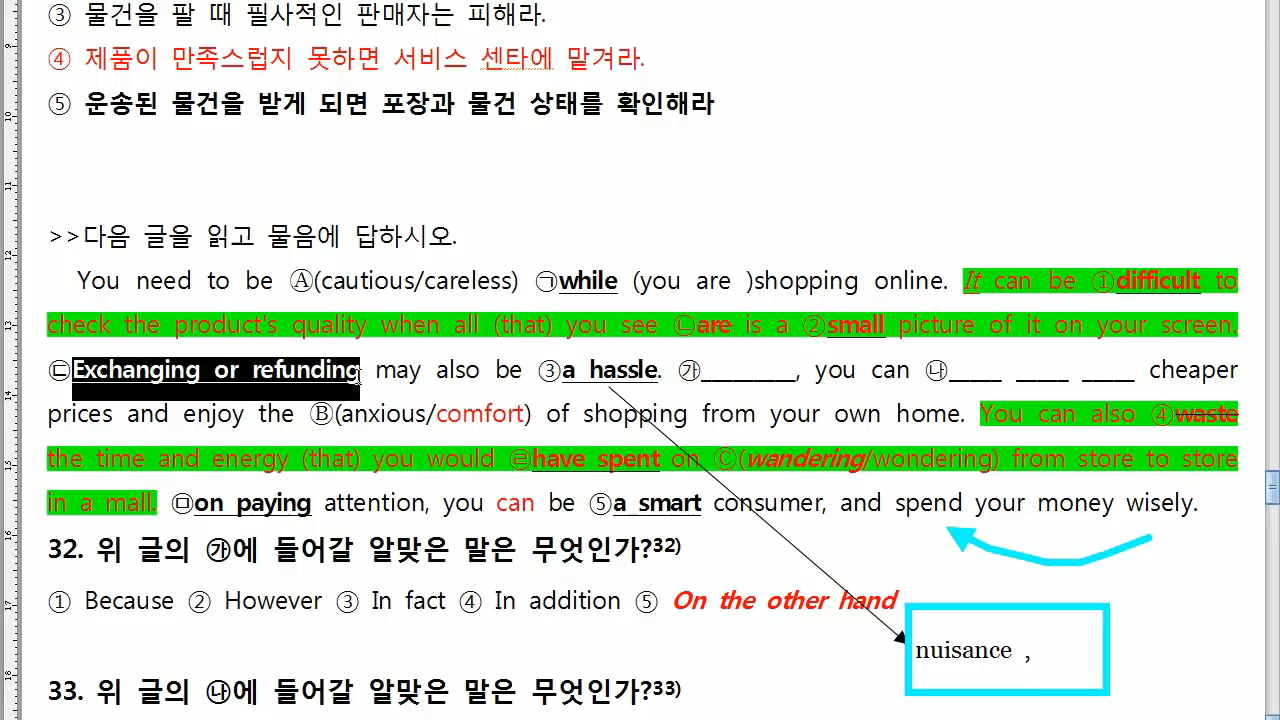 ③ 물건을 팔 때 필사적인 판매자는 피해라.
④ 제품이 만족스럽지 못하면 서비스 센타에 맡겨라.
⑤ 운송된 물건을 받게 되면 포장과 물건 상태를 확인해라
>>다음 글을 읽고 물음에 답하시오.
You need to be Ⓐ(cautious/careless) ㉠while (you are )shopping online. It can be ①difficult to
check the product's quality when all (that) you see ㉡are is a ②small picture of it on your screen.
㉢Exchanging or refunding may also be ③a hassle. ㉮_________, you can ㉯_____ _____ _____ cheaper
prices and enjoy the Ⓑ(anxious/comfort) of shopping from your own home. You can also ④waste
the time and energy (that) you would ㉣have spent on Ⓒ(wandering/wondering) from store to store
in a mall. ㉤on paying attention, you can be ⑤a smart consumer, and spend your money wisely.
32. 위 글의 ㉮에 들어갈 알맞은 말은 무엇인가?32)
① Because ② However ③ In fact ④ In addition ⑤ On the other hand
nuisance ,
33. 위 글의 ㉯에 들어갈 알맞은 말은 무엇인가?33)
9
10
11
12
13
14
15
16
17
18